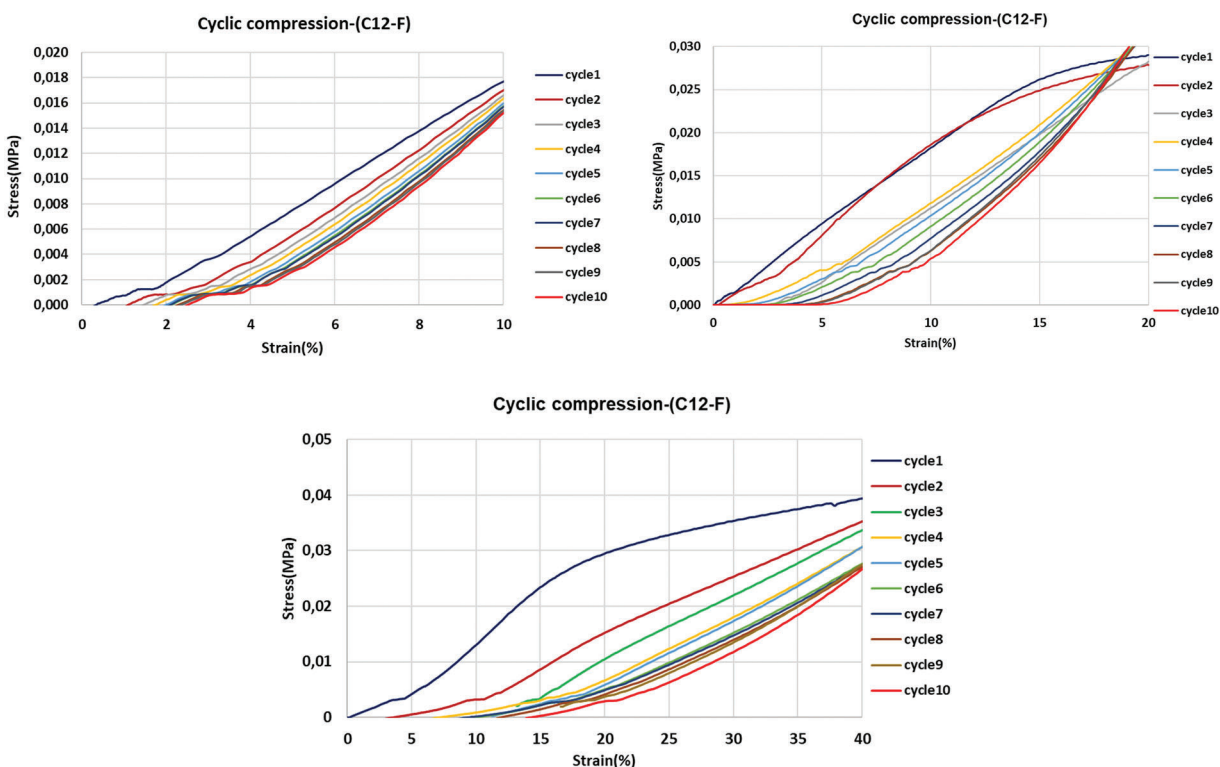 Cyclic compression-(C12-F)
0,020
0,018
0,016
0,014
0,012
0,010
0,008
0,006
0,004
0,002
0,000
Stress(MPa)
0 2 4 6 8 10
Strain(%)
cycle1
cycle2
cycle3
cycle4
cycle5
cycle6
cycle7
cycle8
cycle9
cycle10
Cyclic compression-(C12-F)
0,030
0,025
0,020
0,015
0,010
0,005
0,000
Stress(MPa)
0 5 10 15 20
Strain(%)
cycle1
cycle2
cycle3
cycle4
cycle5
cycle6
cycle7
cycle8
cycle9
cycle10
Cyclic compression-(C12-F)
0,05
0,04
0,03
0,02
0,01
0
Stress(MPa)
0 5 10 15 20 25 30 35 40
Strain(%)
cycle1
cycle2
cycle3
cycle4
cycle5
cycle6
cycle7
cycle8
cycle9
cycle10